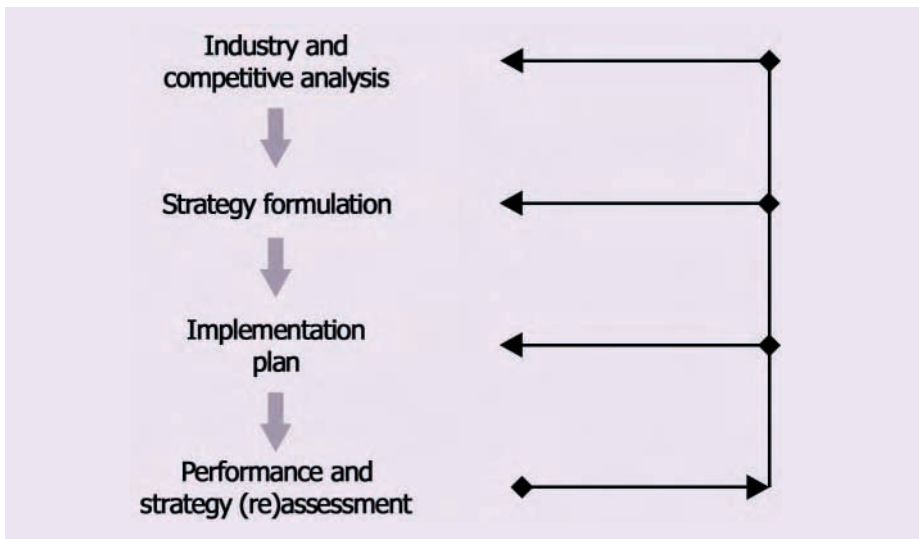 Industry and
competitive analysis
Strategy formulation
Implementation
plan
Performance and
strategy (re)assessment